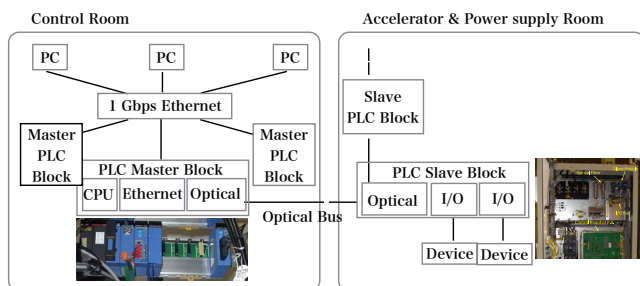 Control Room
PC
PC
PC
1 Gbps Ethernet
Master
PLC
Block
Master
PLC
Block
PLC Master Block
CPU
Ethernet
Optical
Optical Bus
Accelerator & Power supply Room
Slave
PLC Block
PLC Slave Block
Optical
I/O
I/O
Device
Device